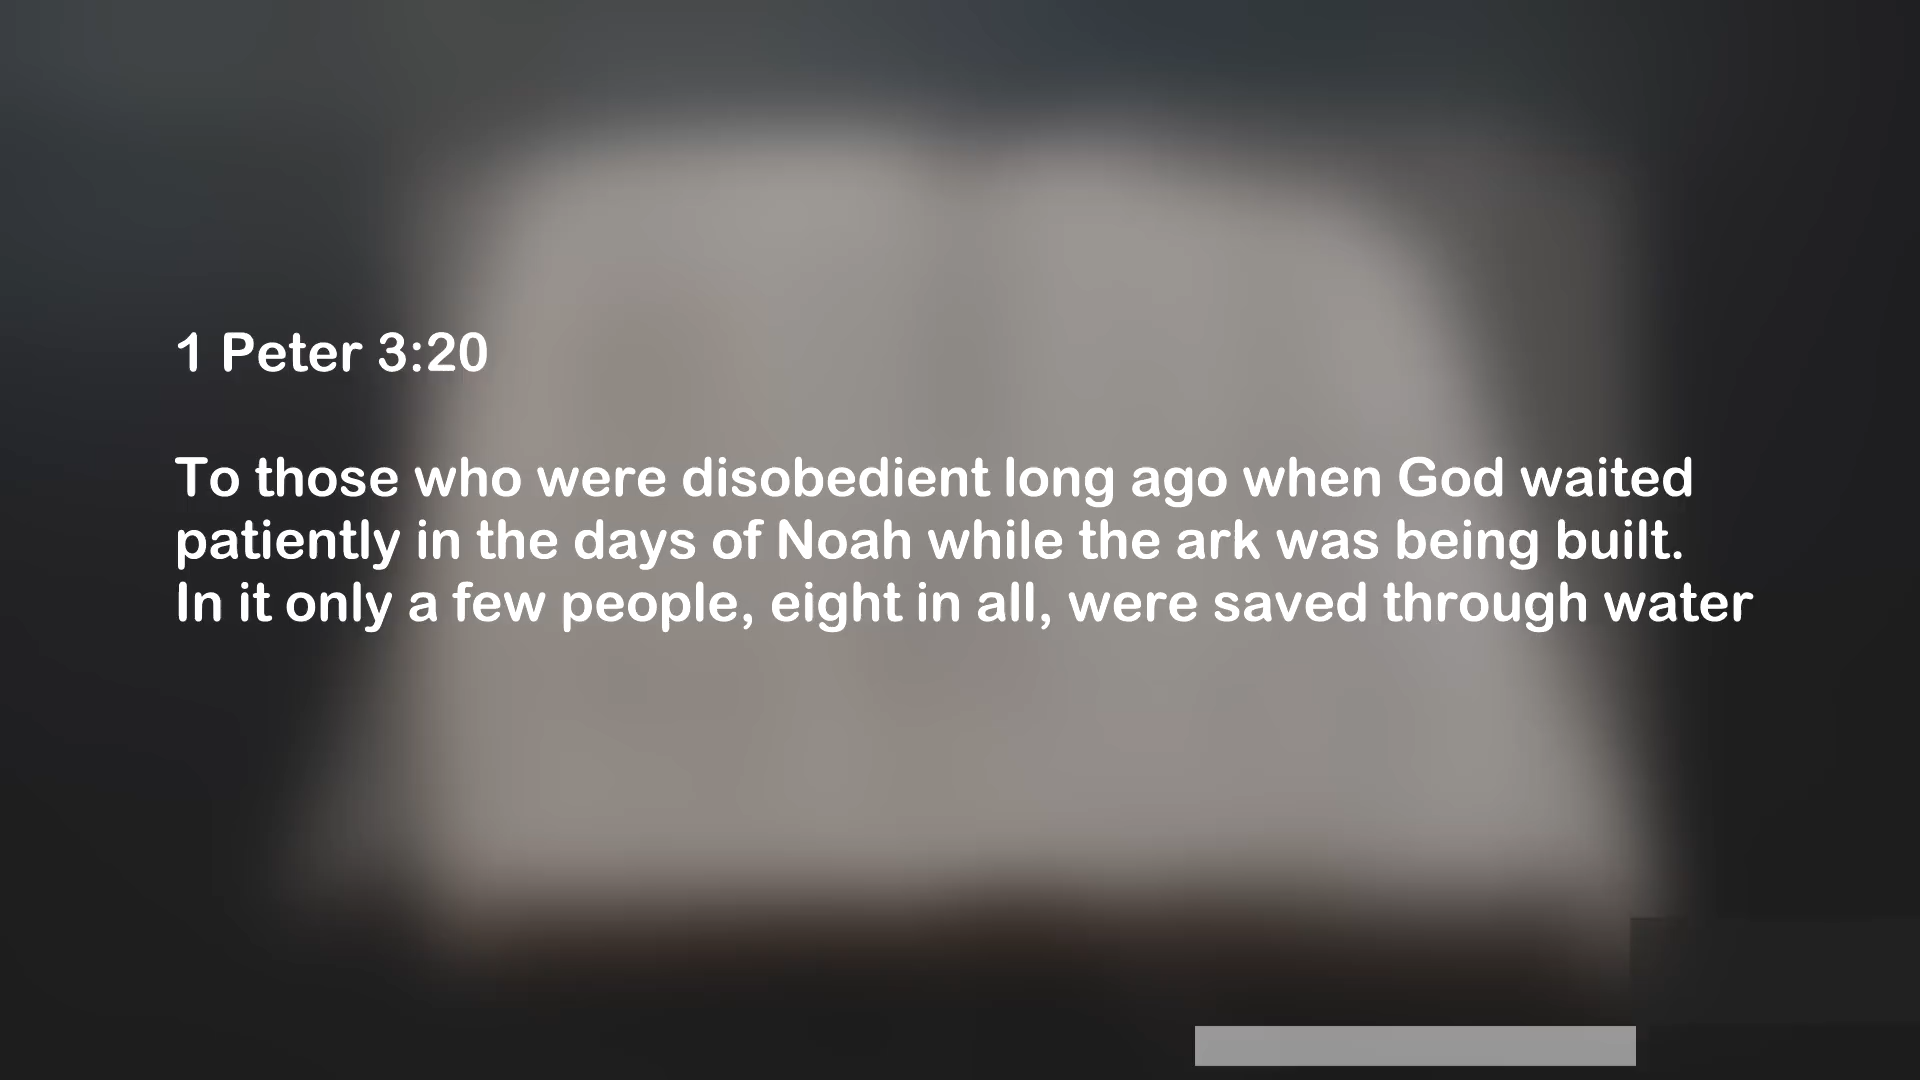 1 Peter 3:20
To those who were disobedient long ago when God waited
patiently in the days of Noah while the ark was being built.
In it only a few people, eight in all, were saved through water